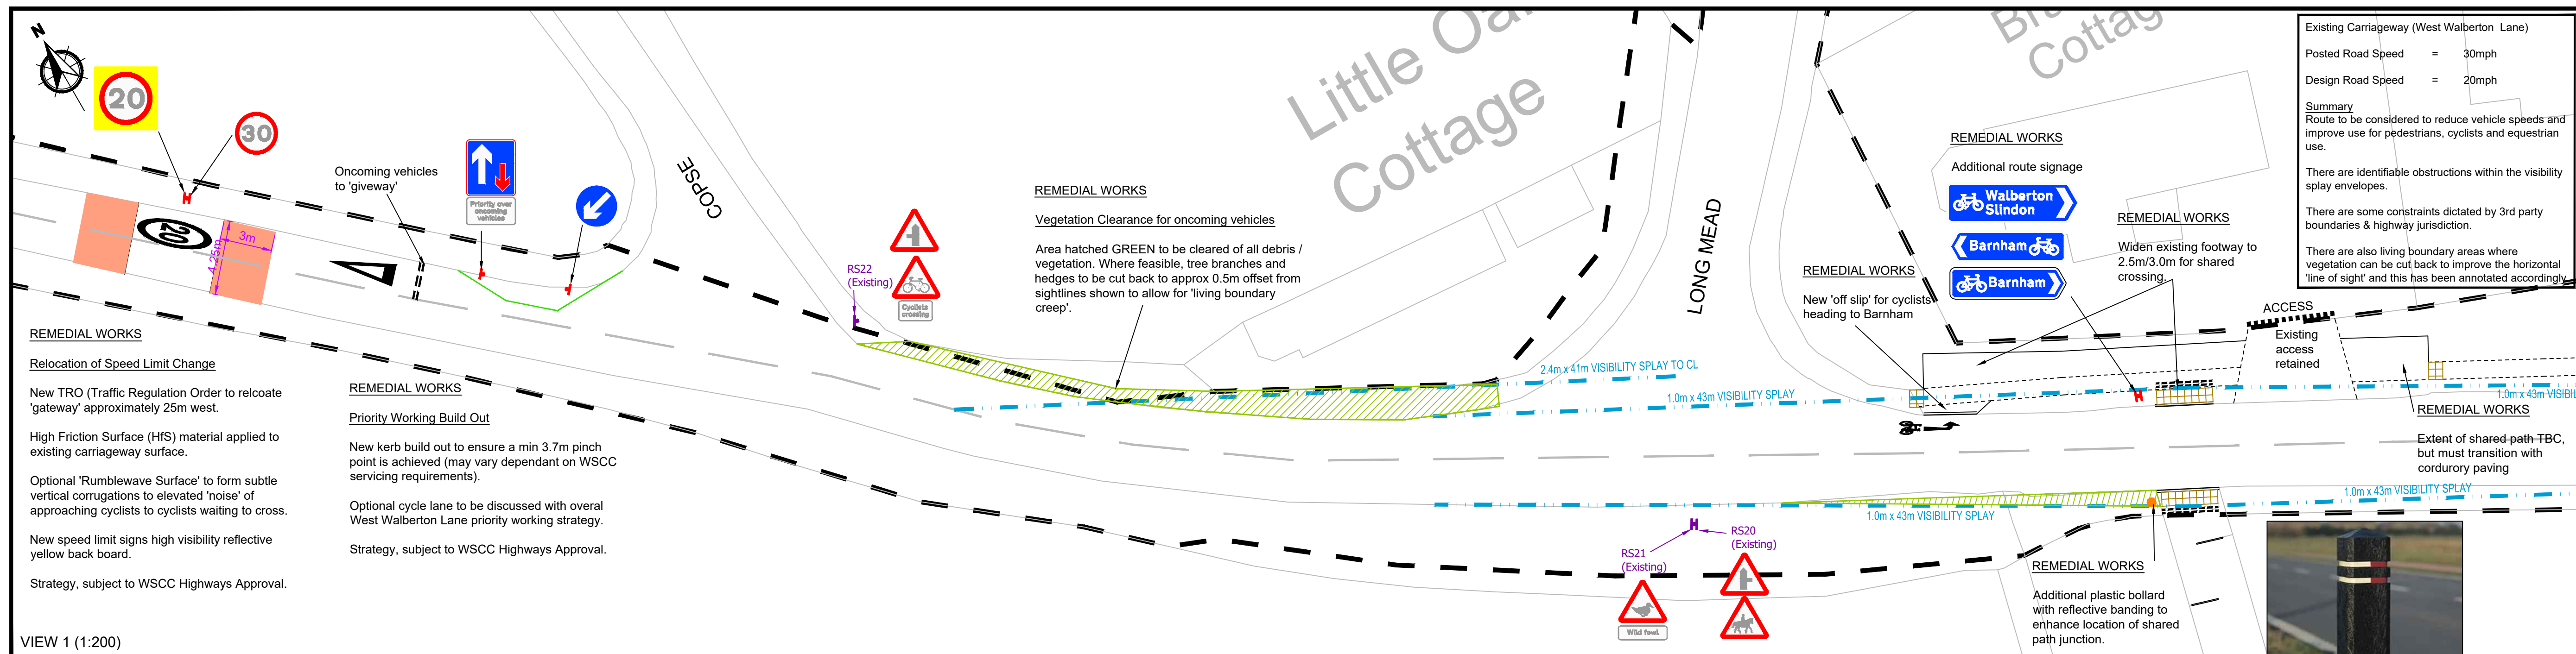 N
20
30
20
4.25m
3m
REMEDIAL WORKS
Relocation of Speed Limit Change
New TRO (Traffic Regulation Order to relcoate
'gateway' approximately 25m west.
High Friction Surface (HfS) material applied to
existing carriageway surface.
Optional 'Rumblewave Surface' to form subtle
vertical corrugations to elevated 'noise' of
approaching cyclists to cyclists waiting to cross.
New speed limit signs high visibility reflective
yellow back board.
Strategy, subject to WSCC Highways Approval.
VIEW 1 (1:200)
Oncoming vehicles
to 'giveway'
Priority over
oncoming
vehicles
REMEDIAL WORKS
Priority Working Build Out
New kerb build out to ensure a min 3.7m pinch
point is achieved (may vary dependant on WSCC
servicing requirements).
Optional cycle lane to be discussed with overal
West Walberton Lane priority working strategy.
Strategy, subject to WSCC Highways Approval.
COPSE
RS22
(Existing)
Cyclists
crossing
REMEDIAL WORKS
Vegetation Clearance for oncoming vehicles
Area hatched GREEN to be cleared of all debris /
vegetation. Where feasible, tree branches and
hedges to be cut back to approx 0.5m offset from
sightlines shown to allow for 'living boundary
creep'.
Little Oak
Cottage
LONG MEAD
2.4m x 41m VISIBILITY SPLAY TO CL
1.0m x 43m VISIBILITY SPLAY
1.0m x 43m VISIBILITY SPLAY
RS21
(Existing)
RS20
(Existing)
Wild fowl
REMEDIAL WORKS
New 'off slip' for cyclists
heading to Barnham
Cottage
REMEDIAL WORKS
Additional route signage
Walberton
Slindon
Barnham
Barnham
REMEDIAL WORKS
Widen existing footway to
2.5m/3.0m for shared
crossing.
ACCESS
Existing
access
retained
1.0m x 43m VISIBIL
REMEDIAL WORKS
Extent of shared path TBC,
but must transition with
cordurory paving
1.0m x 43m VISIBILITY SPLAY
REMEDIAL WORKS
Additional plastic bollard
with reflective banding to
enhance location of shared
path junction.
Existing Carriageway (West Walberton Lane)
Posted Road Speed = 30mph
Design Road Speed = 20mph
Summary
Route to be considered to reduce vehicle speeds and
improve use for pedestrians, cyclists and equestrian
use.
There are identifiable obstructions within the visibility
splay envelopes.
There are some constraints dictated by 3rd party
boundaries & highway jurisdiction.
There are also living boundary areas where
vegetation can be cut back to improve the horizontal
'line of sight' and this has been annotated accordingly